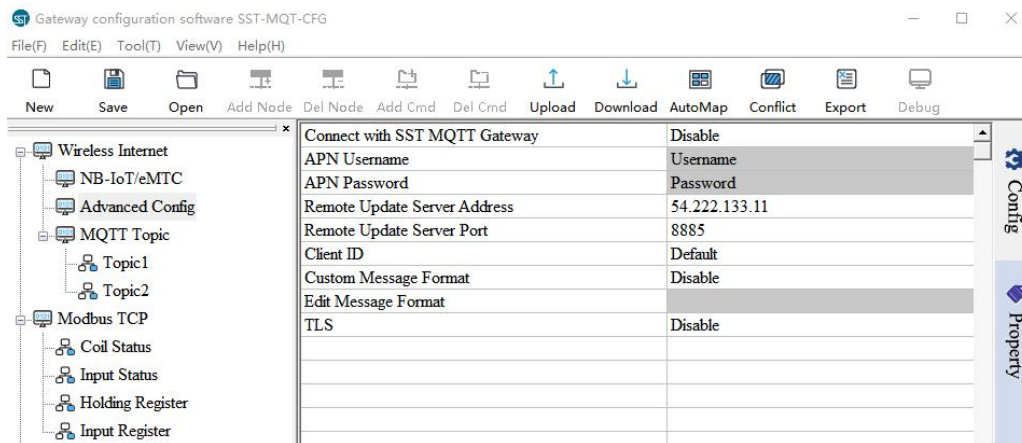 SST Gateway configuration software SST-MQT-CFG
File(F) Edit(E) Tool(T) View(V) Help(H)
New Save Open Add Node Del Node Add Cmd Del Cmd Upload Download AutoMap Conflict Export Debug
Wireless Internet
NB-IoT/eMTC
Advanced Config
MQTT Topic
Topic1
Topic2
Modbus TCP
Coil Status
Input Status
Holding Register
Input Register
Connect with SST MQTT Gateway Disable
APN Username Username
APN Password Password
Remote Update Server Address 54.222.133.11
Remote Update Server Port 8885
Client ID Default
Custom Message Format Disable
Edit Message Format
TLS Disable
Config
Property